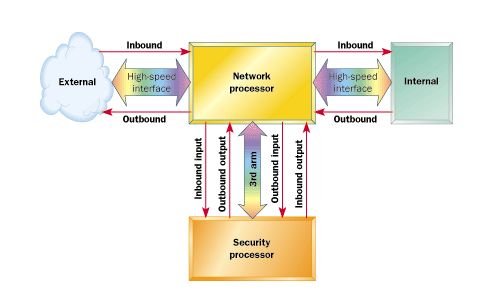 Inbound
Inbound
External
High-speed
interface
Network
processor
High-speed
interface
Internal
Outbound
Outbound
Inbound input
Outbound output
3rd arm
Outbound input
Inbound output
Security
processor